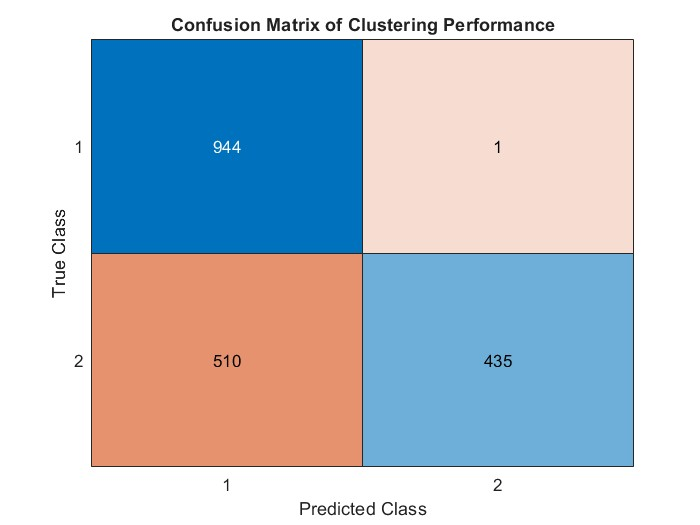 Confusion Matrix of Clustering Performance
True Class
1
944
1
2
510
435
1
2
Predicted Class